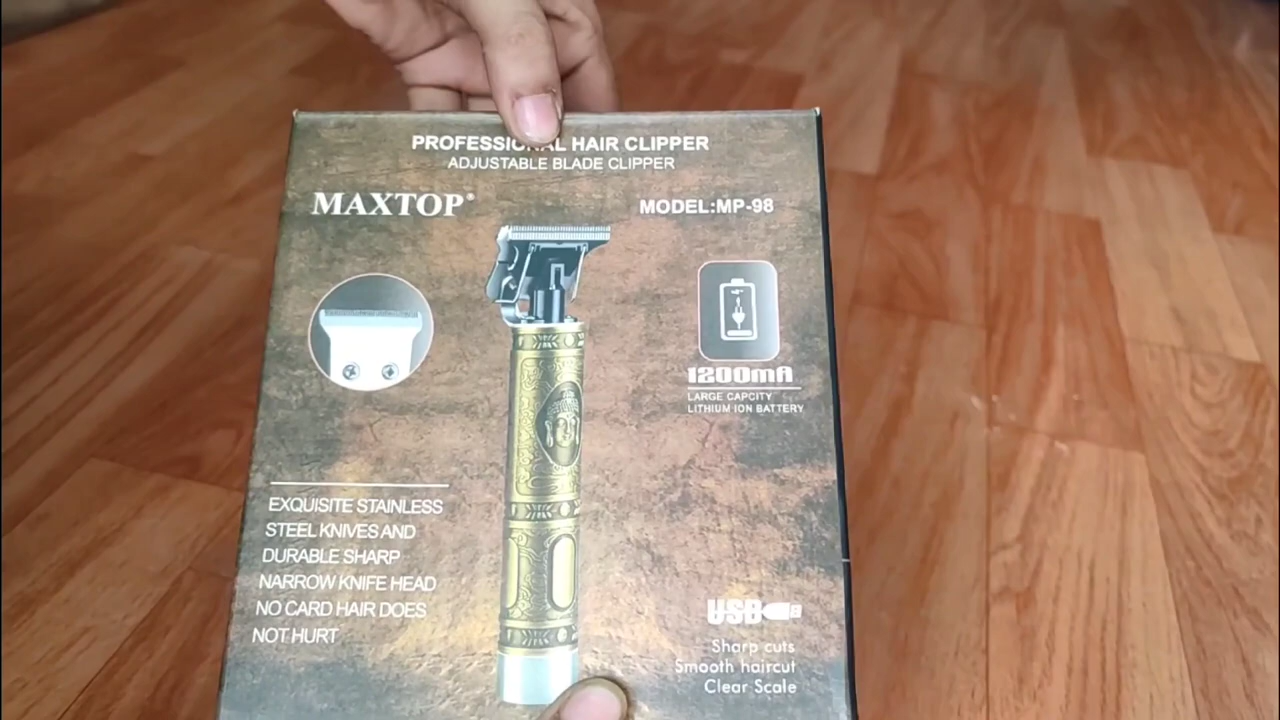 PROFESSIONAL HAIR CLIPPER
ADJUSTABLE BLADE CLIPPER
MAXTOP®
MODEL:MP-98
1200mA
LARGE CAPCITY
LITHIUM ION BATTERY
EXQUISITE STAINLESS
STEEL KNIVES AND
DURABLE SHARP
NARROW KNIFE HEAD
NO CARD HAIR DOES
NOT HURT
USB
Sharp cuts
Smooth haircut
Clear Scale